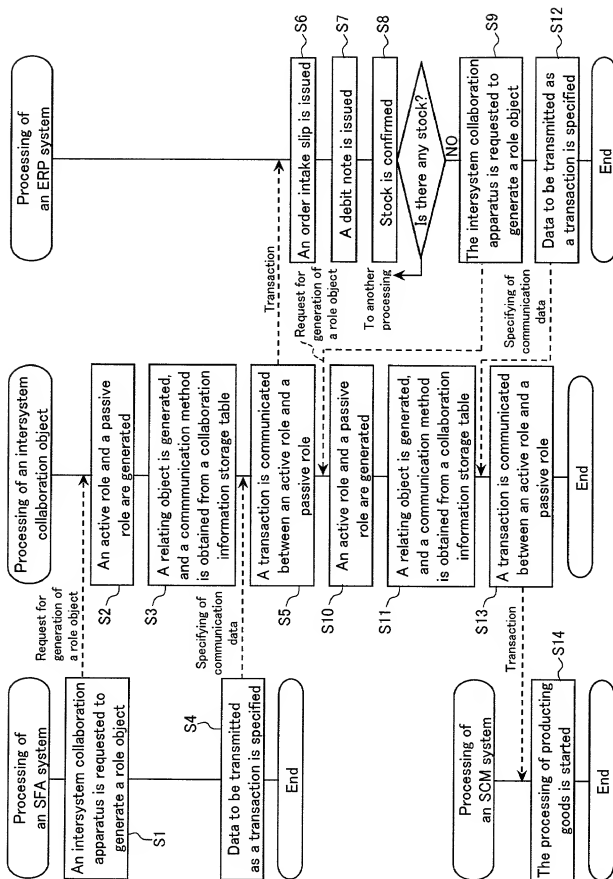 Processing of
an SFA system
An intersystem collaboration
apparatus is requested to
generate a role object
S1
Request for
generation of
a role object
S4
Data to be transmitted
as a transaction is specified
Specifying of
communication
data
End
Processing of
an SCM system
Transaction
S14
The processing of producting
goods is started
End
Processing of an intersystem
collaboration object
An active role and a passive
role are generated
S2
A relating object is generated,
and a communication method
is obtained from a collaboration
information storage table
S3
A transaction is communicated
between an active role and a
passive role
S5
An active role and a passive
role are generated
S10
A relating object is generated,
and a communication method
is obtained from a collaboration
information storage table
S11
A transaction is communicated
between an active role and a
passive role
S13
End
Processing of
an ERP system
Transaction
An order intake slip is issued
S6
Request for
generation of
a role object
A debit note is issued
S7
Stock is confirmed
S8
To another
processing
Is there any stock?
NO
The intersystem collaboration
apparatus is requested to
generate a role object
S9
Specifying of
communication
data
Data to be transmitted as
a transaction is specified
S12
End